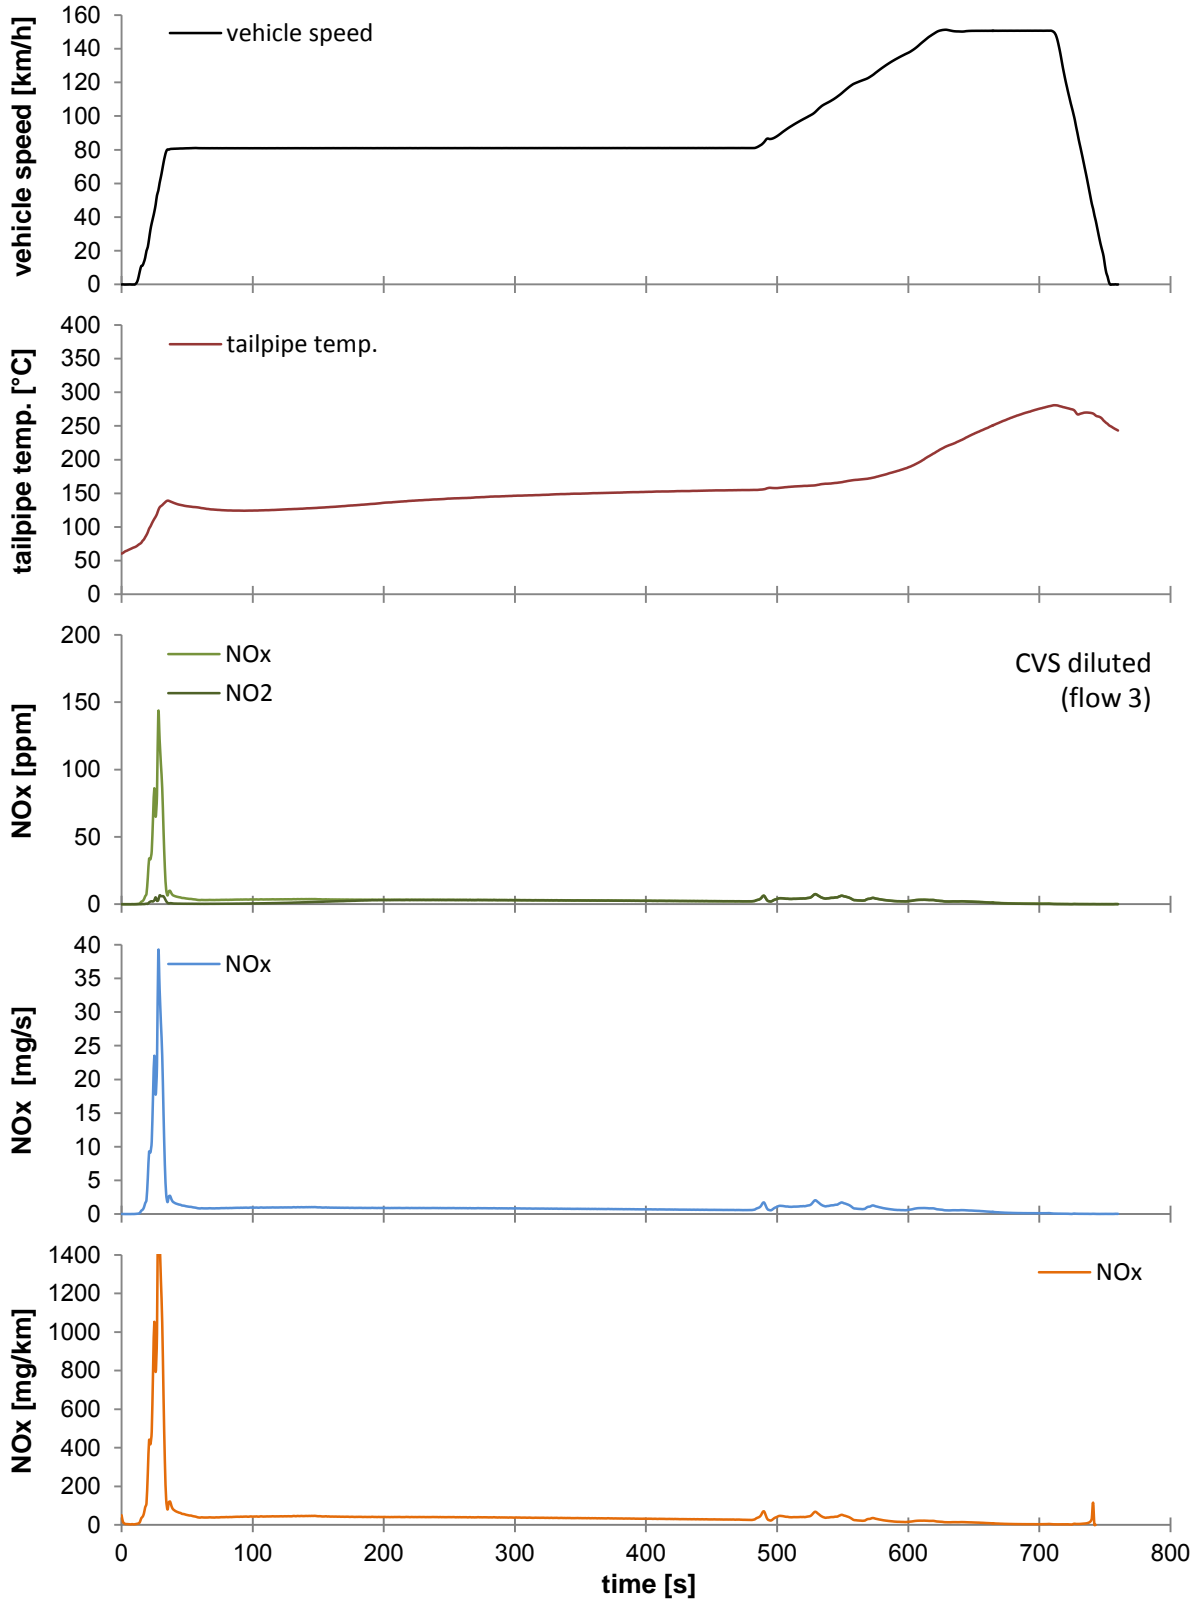 vehicle speed [km/h]
160
140
120
100
80
60
40
20
0
vehicle speed
tailpipe temp. [°C]
400
350
300
250
200
150
100
50
0
tailpipe temp.
NOx [ppm]
200
150
100
50
0
NOx
NO2
CVS diluted
(flow 3)
NOx [mg/s]
40
35
30
25
20
15
10
5
0
NOx
NOx [mg/km]
1400
1200
1000
800
600
400
200
0
NOx
0 100 200 300 400 500 600 700 800
time [s]